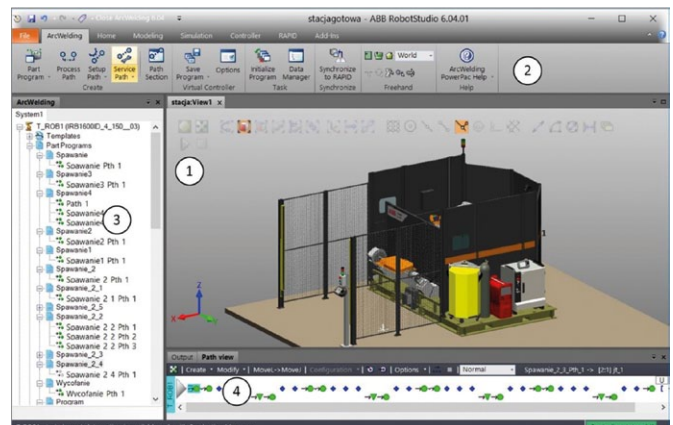 stacjagotowa - ABB RobotStudio 6.04.01
File ArcWelding Home Modeling Simulation Controller RAPID Add-Ins
Part Program Process Path Setup Path Service Path Path Section Save Program Options Initialize Program Data Manager Synchronize to RAPID World ArcWelding PowerPac Help
Create Virtual Controller Task Synchronize Freehand Help
2
ArcWelding
stacja:View1 x
System1
T_ROB1 (IRB1600ID_4_150__03)
Templates
Part Programs
Spawanie
Spawanie Pth 1
Spawanie3
Spawanie3 Pth 1
Spawanie4
Path 1
Spawanie4
Spawanie4
Spawanie2
Spawanie2 Pth 1
Spawanie1
Spawanie1 Pth 1
Spawanie_2
Spawanie 2 Pth 1
Spawanie_2_1
Spawanie 2 1 Pth 1
Spawanie_2_5
Spawanie_2_2
Spawanie 2 2 Pth 1
Spawanie 2 2 Pth 2
Spawanie 2 2 Pth 3
Spawanie_2_3
Spawanie_2_4
Spawanie 2 4 Pth 1
Wycofanie
Wycofanie Pth 1
Program
3
1
Z
X
Output Path view
Create Modify MoveL->MoveJ Configuration Options Normal
T_ROB1
4